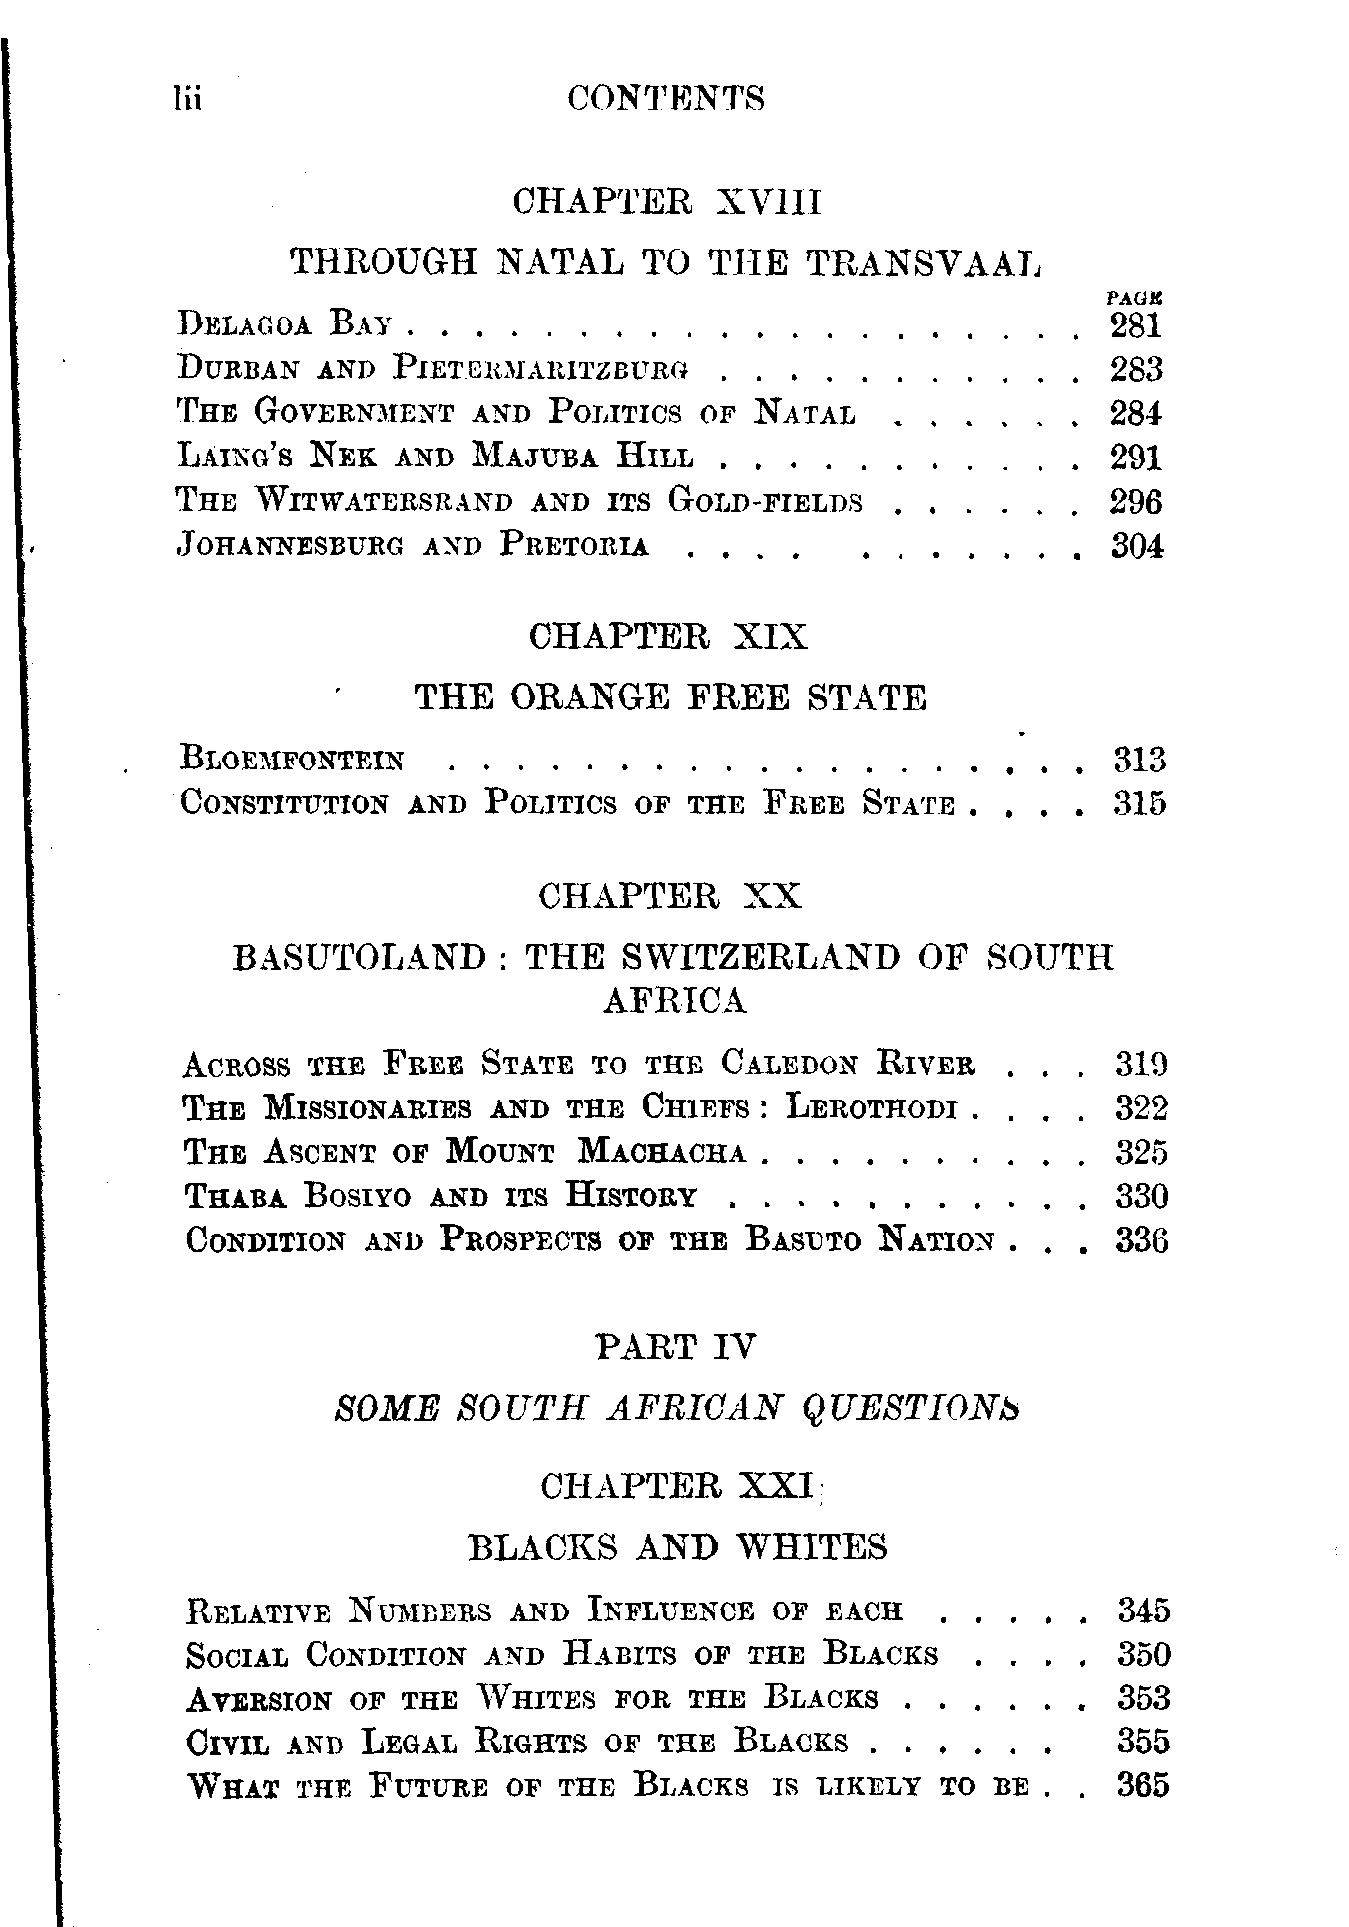 lii CONTENTS
CHAPTER XVIII
THROUGH NATAL TO THE TRANSVAAL
PAGE
DELAGOA BAY . . . . . . . . . . . . . . . . . . . . 281
DURBAN AND PIETERMARITZBURG . . . . . . . . . . . 283
THE GOVERNMENT AND POLITICS OF NATAL . . . . . . 284
LAING'S NEK AND MAJUBA HILL . . . . . . . . . . . 291
THE WITWATERSRAND AND ITS GOLD-FIELDS . . . . . . 296
JOHANNESBURG AND PRETORIA . . . . . . . . . . . 304
CHAPTER XIX
THE ORANGE FREE STATE
BLOEMFONTEIN . . . . . . . . . . . . . . . . . . . 313
CONSTITUTION AND POLITICS OF THE FREE STATE . . . . 315
CHAPTER XX
BASUTOLAND : THE SWITZERLAND OF SOUTH
AFRICA
ACROSS THE FREE STATE TO THE CALEDON RIVER . . . 319
THE MISSIONARIES AND THE CHIEFS : LEROTHODI . . . . 322
THE ASCENT OF MOUNT MACHACHA . . . . . . . . . . 325
THABA BOSIYO AND ITS HISTORY . . . . . . . . . . . 330
CONDITION AND PROSPECTS OF THE BASUTO NATION . . . 336
PART IV
SOME SOUTH AFRICAN QUESTIONS
CHAPTER XXI
BLACKS AND WHITES
RELATIVE NUMBERS AND INFLUENCE OF EACH . . . . . 345
SOCIAL CONDITION AND HABITS OF THE BLACKS . . . . 350
AVERSION OF THE WHITES FOR THE BLACKS . . . . . . 353
CIVIL AND LEGAL RIGHTS OF THE BLACKS . . . . . . 355
WHAT THE FUTURE OF THE BLACKS IS LIKELY TO BE . . 365